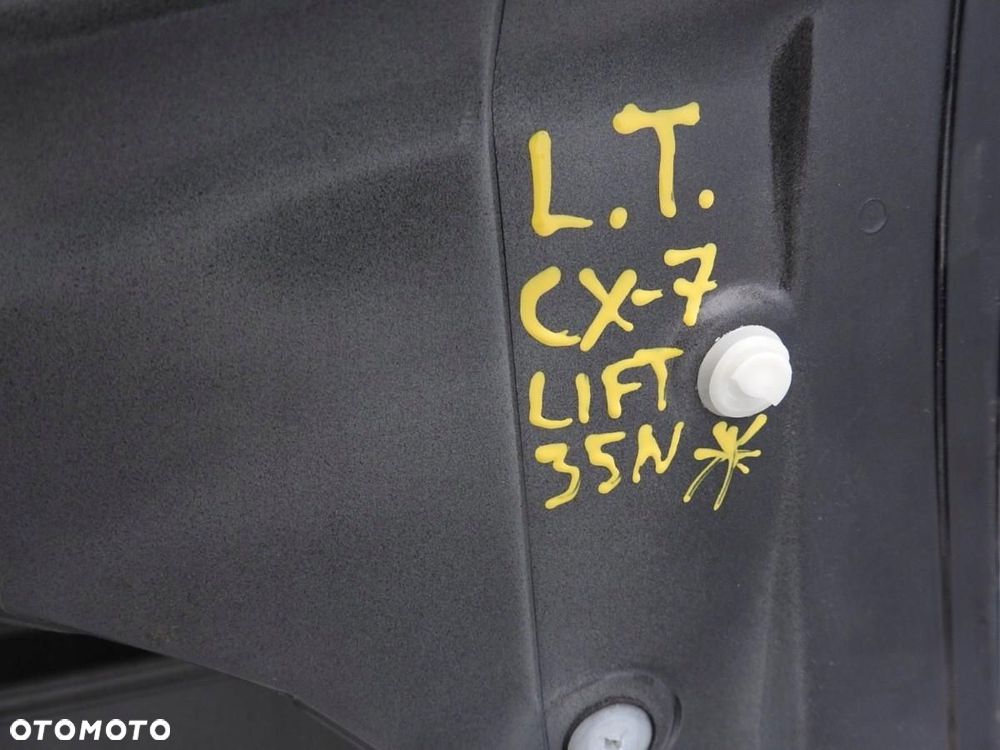 L.T.
CX-7
LIFT
35N*
OTOMOTO